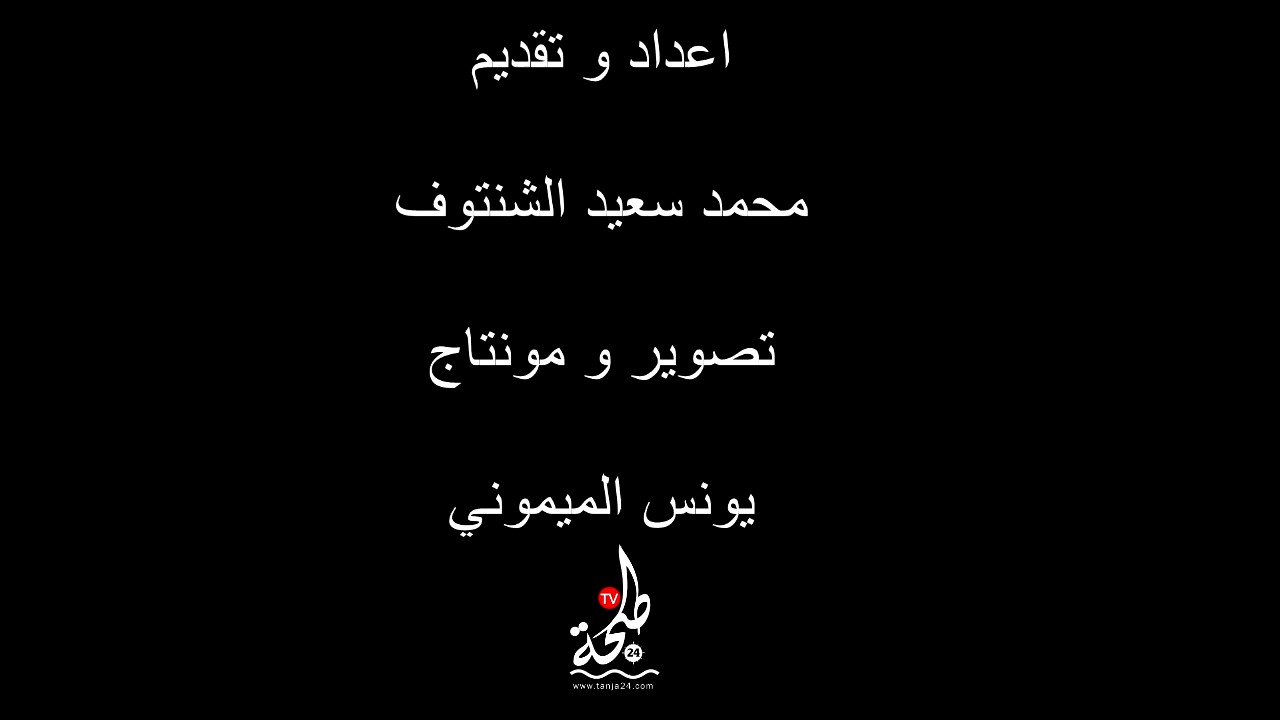 اعداد و تقديم
محمد سعيد الشنتوف
تصوير و مونتاج
يونس الميموني
TV
طنجة
24
www.tanja24.com